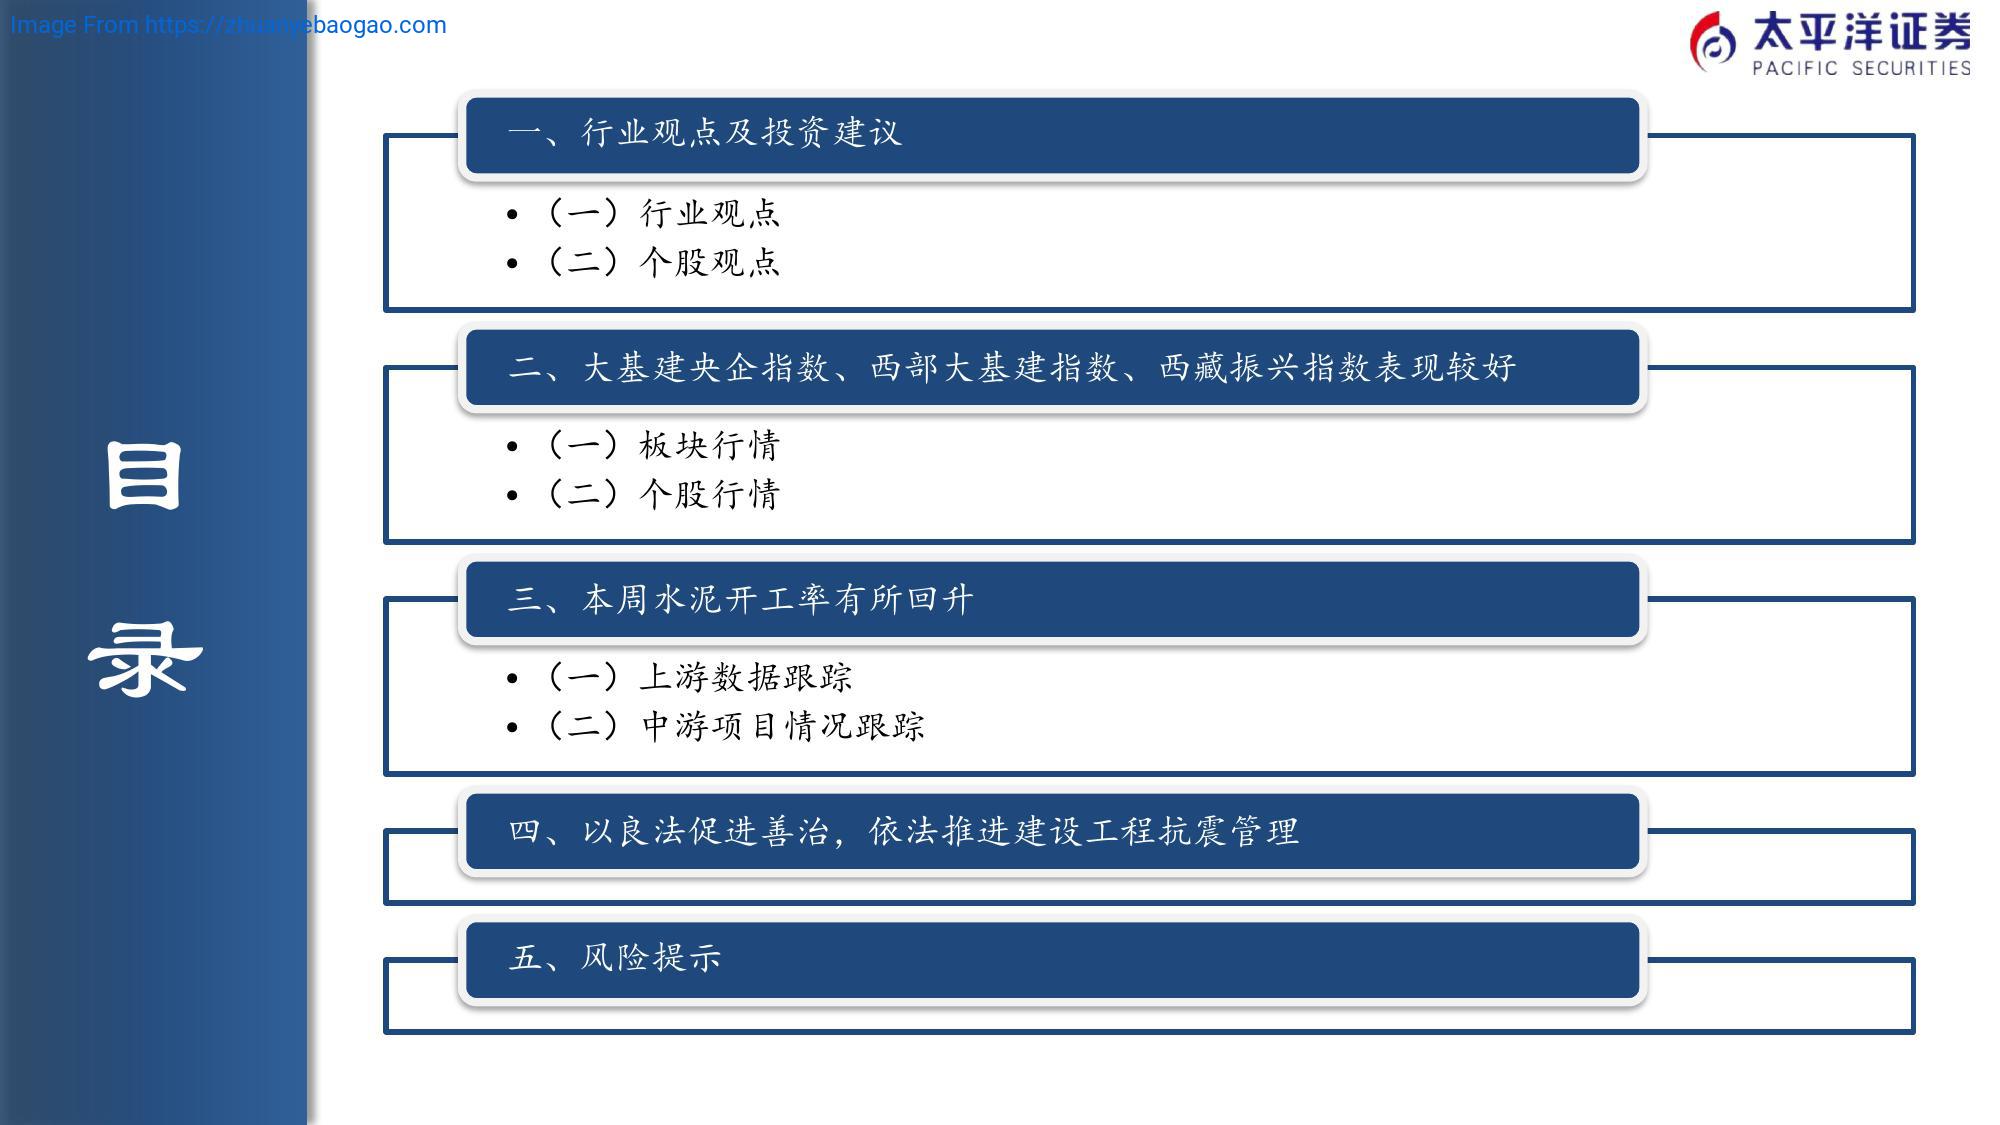 Image From https://zhuanyebaogao.com
太平洋证券
PACIFIC SECURITIES
目
录
一、行业观点及投资建议
• （一）行业观点
• （二）个股观点
二、大基建央企指数、西部大基建指数、西藏振兴指数表现较好
• （一）板块行情
• （二）个股行情
三、本周水泥开工率有所回升
• （一）上游数据跟踪
• （二）中游项目情况跟踪
四、以良法促进善治，依法推进建设工程抗震管理
五、风险提示